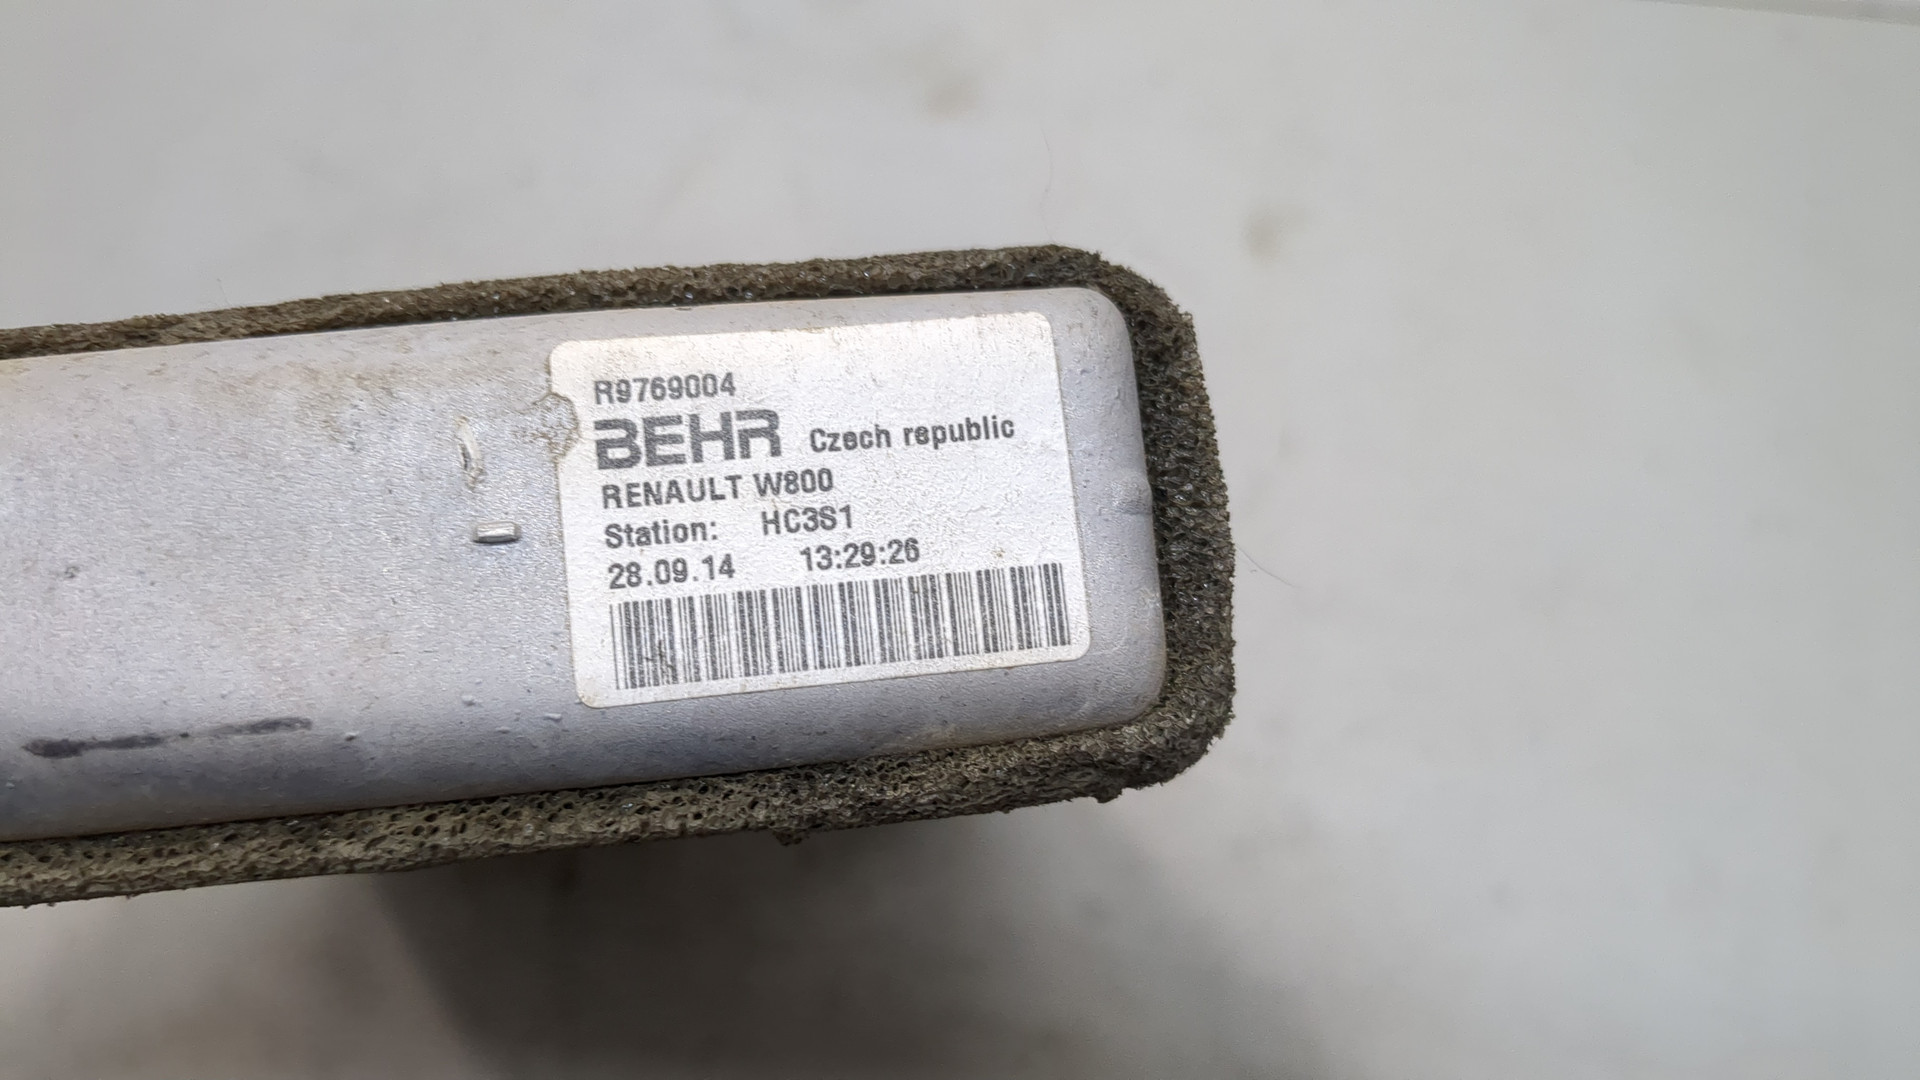 R9769004
BEHR Czech republic
RENAULT W800
Station: HC3S1
28.09.14 13:29:26